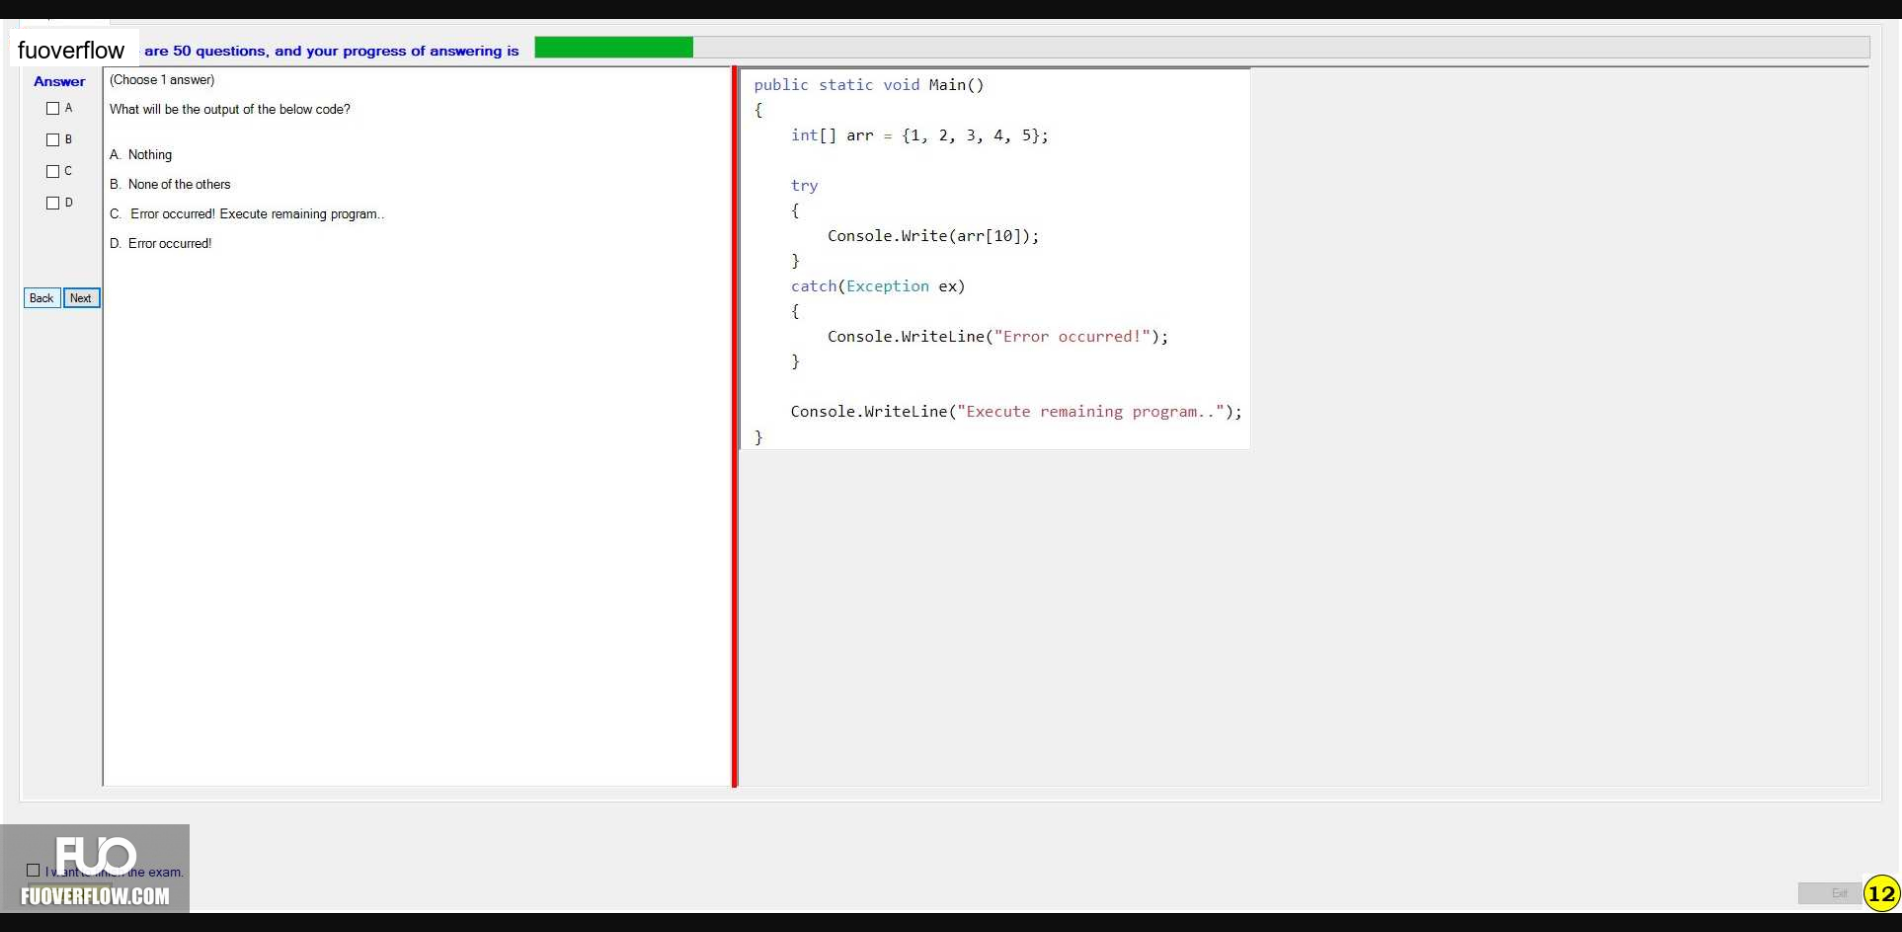 fuoverflow are 50 questions, and your progress of answering is
Answer
A
B
C
D
Back Next
(Choose 1 answer)
What will be the output of the below code?
A. Nothing
B. None of the others
C. Error occurred! Execute remaining program..
D. Error occurred!
public static void Main()
{
int[] arr = {1, 2, 3, 4, 5};
try
{
Console.Write(arr[10]);
}
catch(Exception ex)
{
Console.WriteLine("Error occurred!");
}
Console.WriteLine("Execute remaining program..");
}
FUO
I want the exam.
FUOVERFLOW.COM
Exit
12